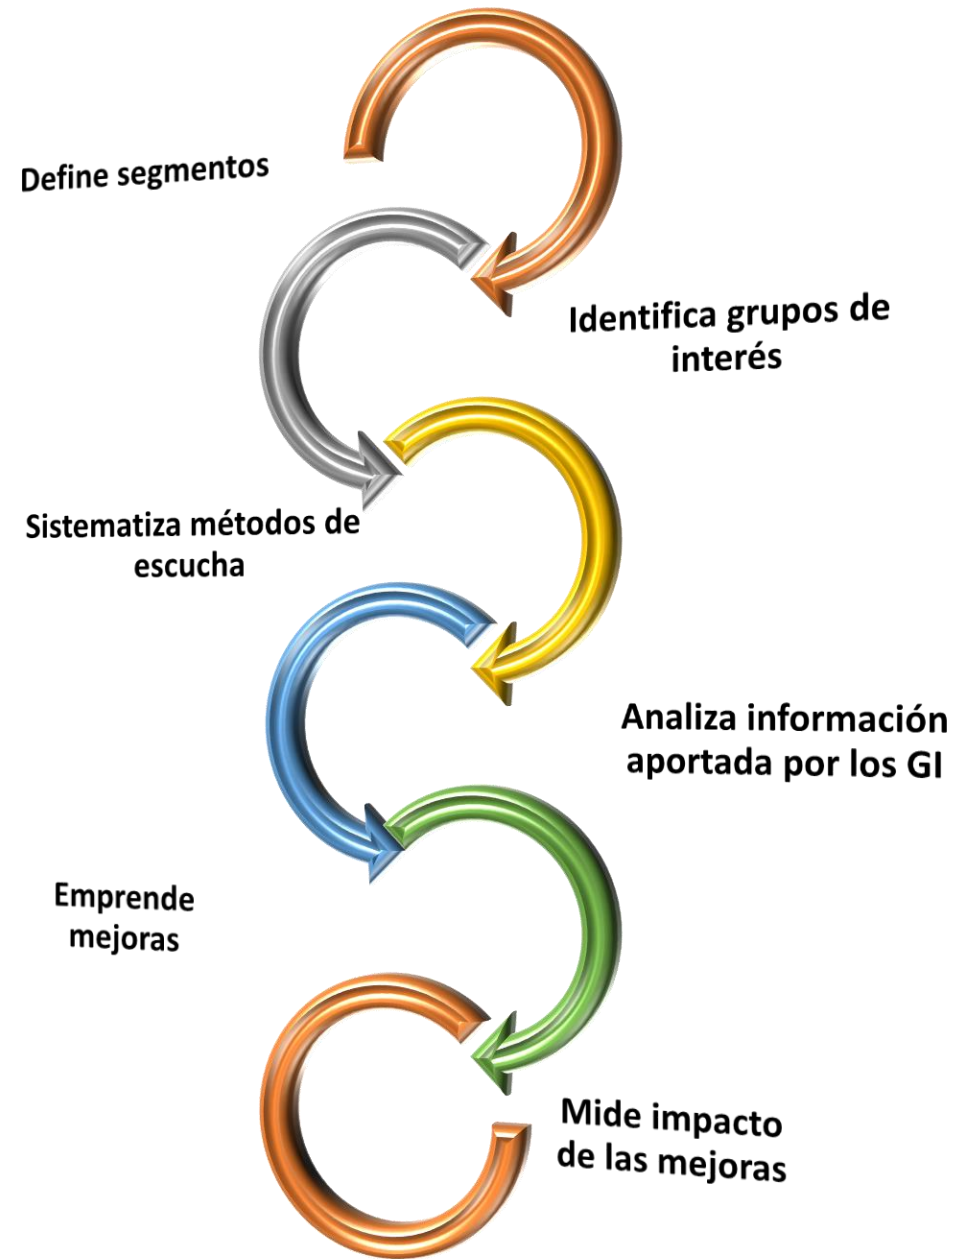 Define segmentos
Identifica grupos de
interés
Sistematiza métodos de
escucha
Analiza información
aportada por los GI
Emprende
mejoras
Mide impacto
de las mejoras